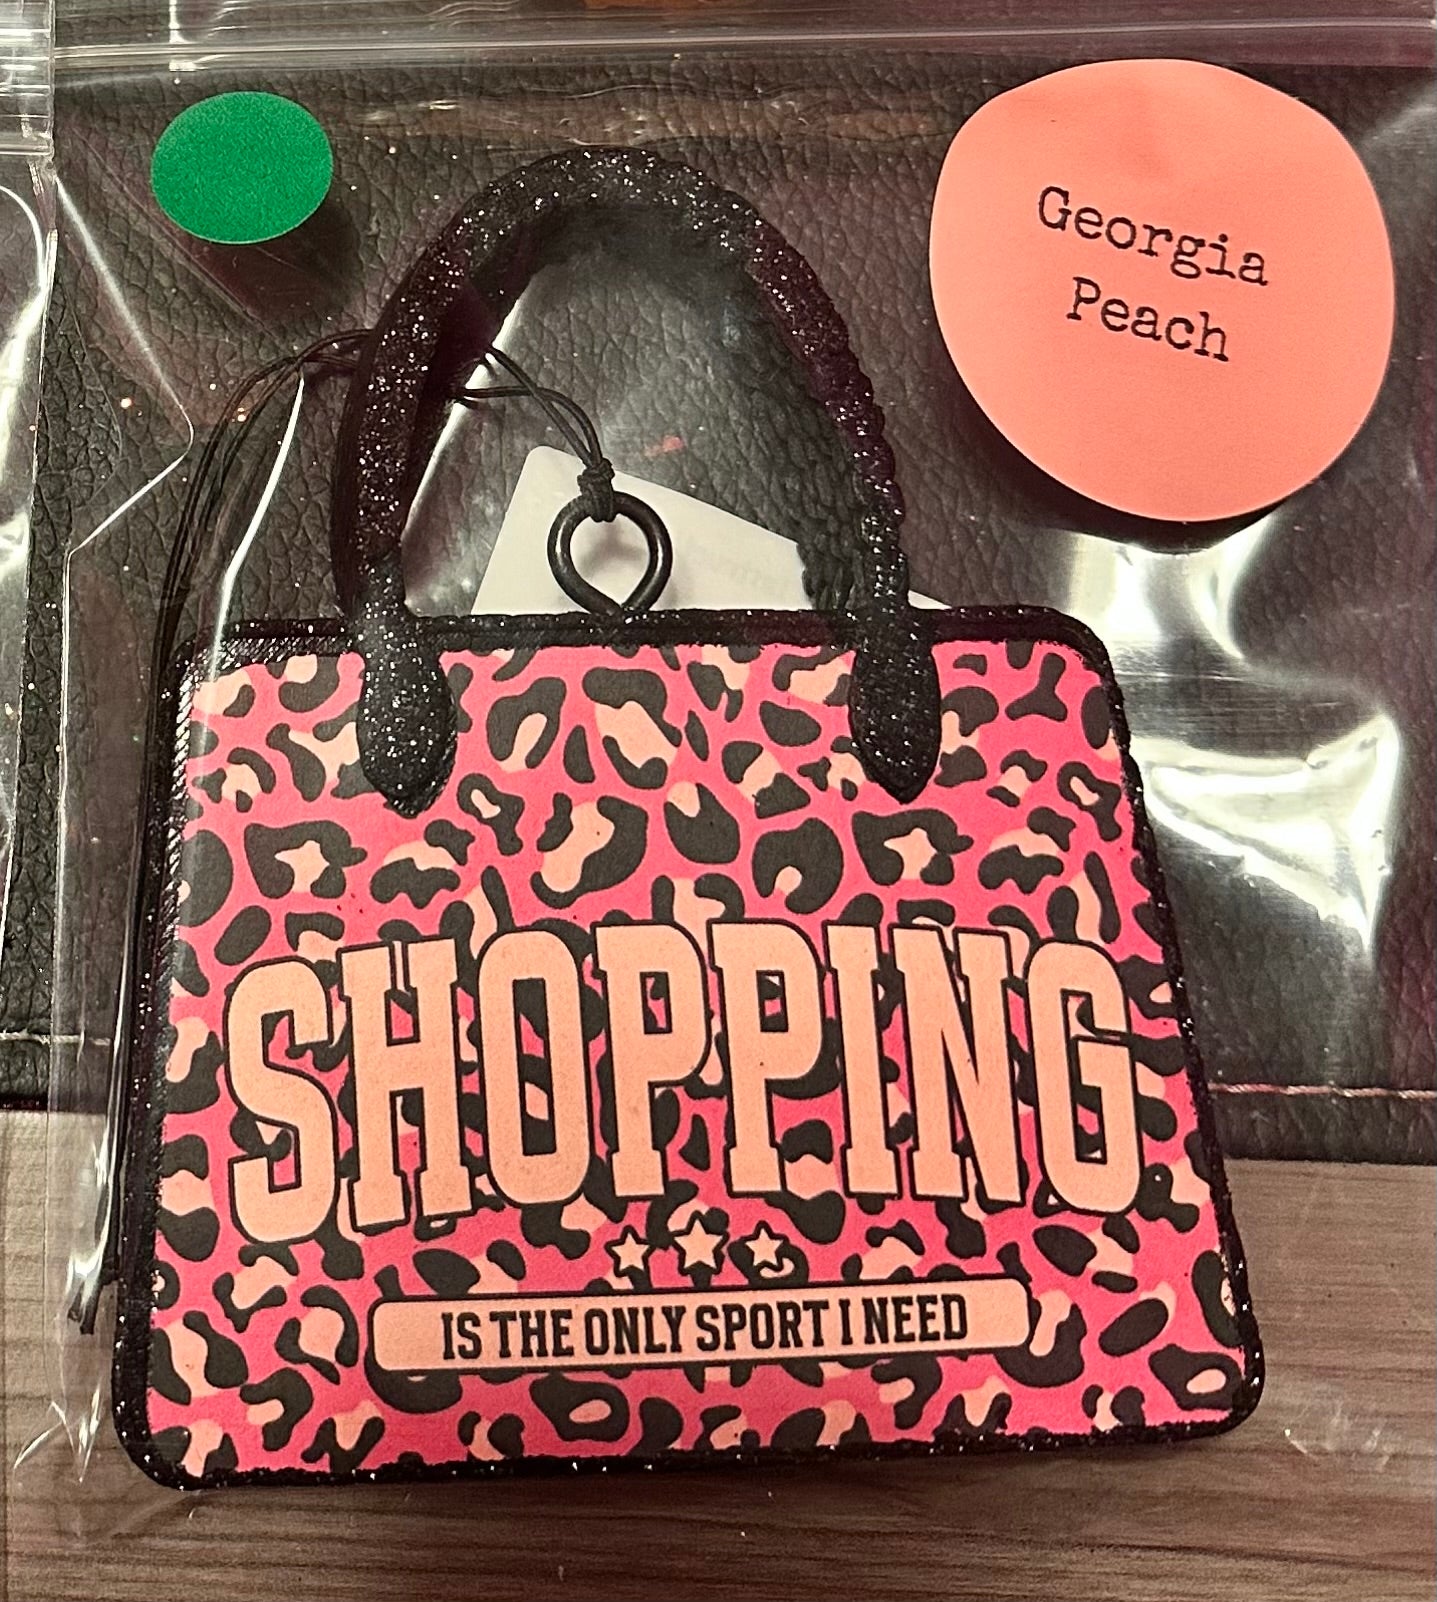 Georgia
Peach
SHOPPING
IS THE ONLY SPORT I NEED